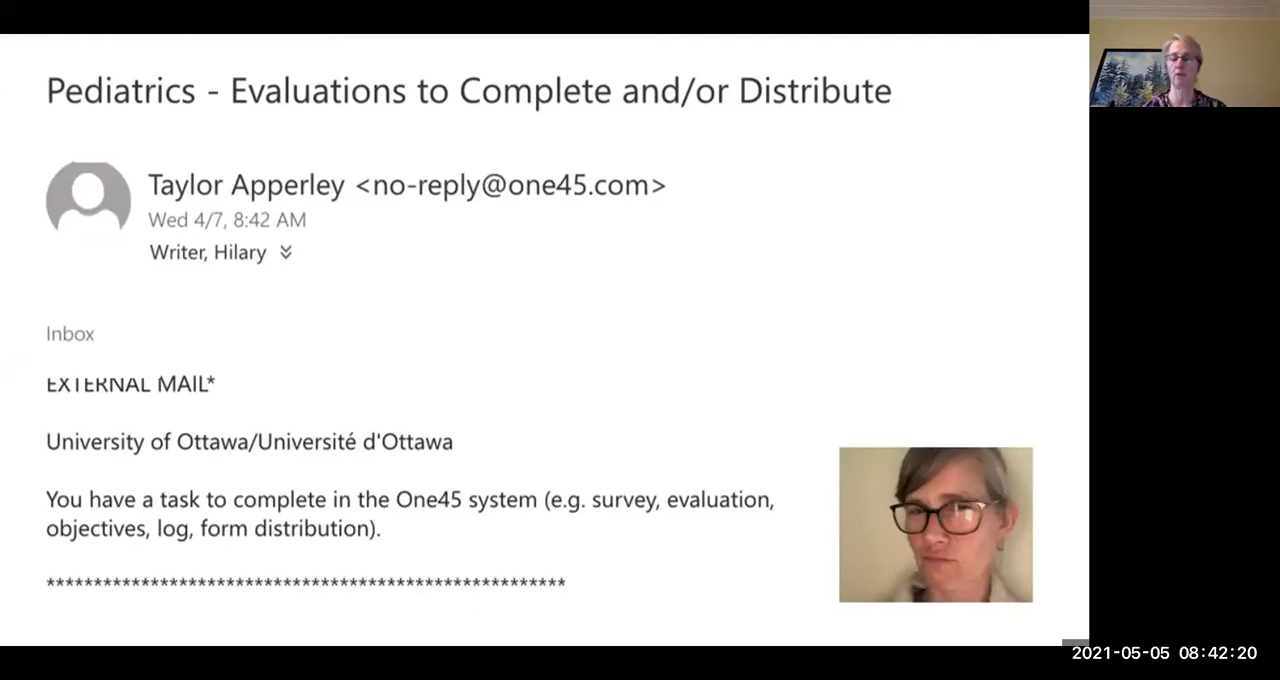 Pediatrics - Evaluations to Complete and/or Distribute
Taylor Apperley <no-reply@one45.com>
Wed 4/7, 8:42 AM
Writer, Hilary
Inbox
EXTERNAL MAIL*
University of Ottawa/Université d'Ottawa
You have a task to complete in the One45 system (e.g. survey, evaluation,
objectives, log, form distribution).
*******************************************************
2021-05-05 08:42:20